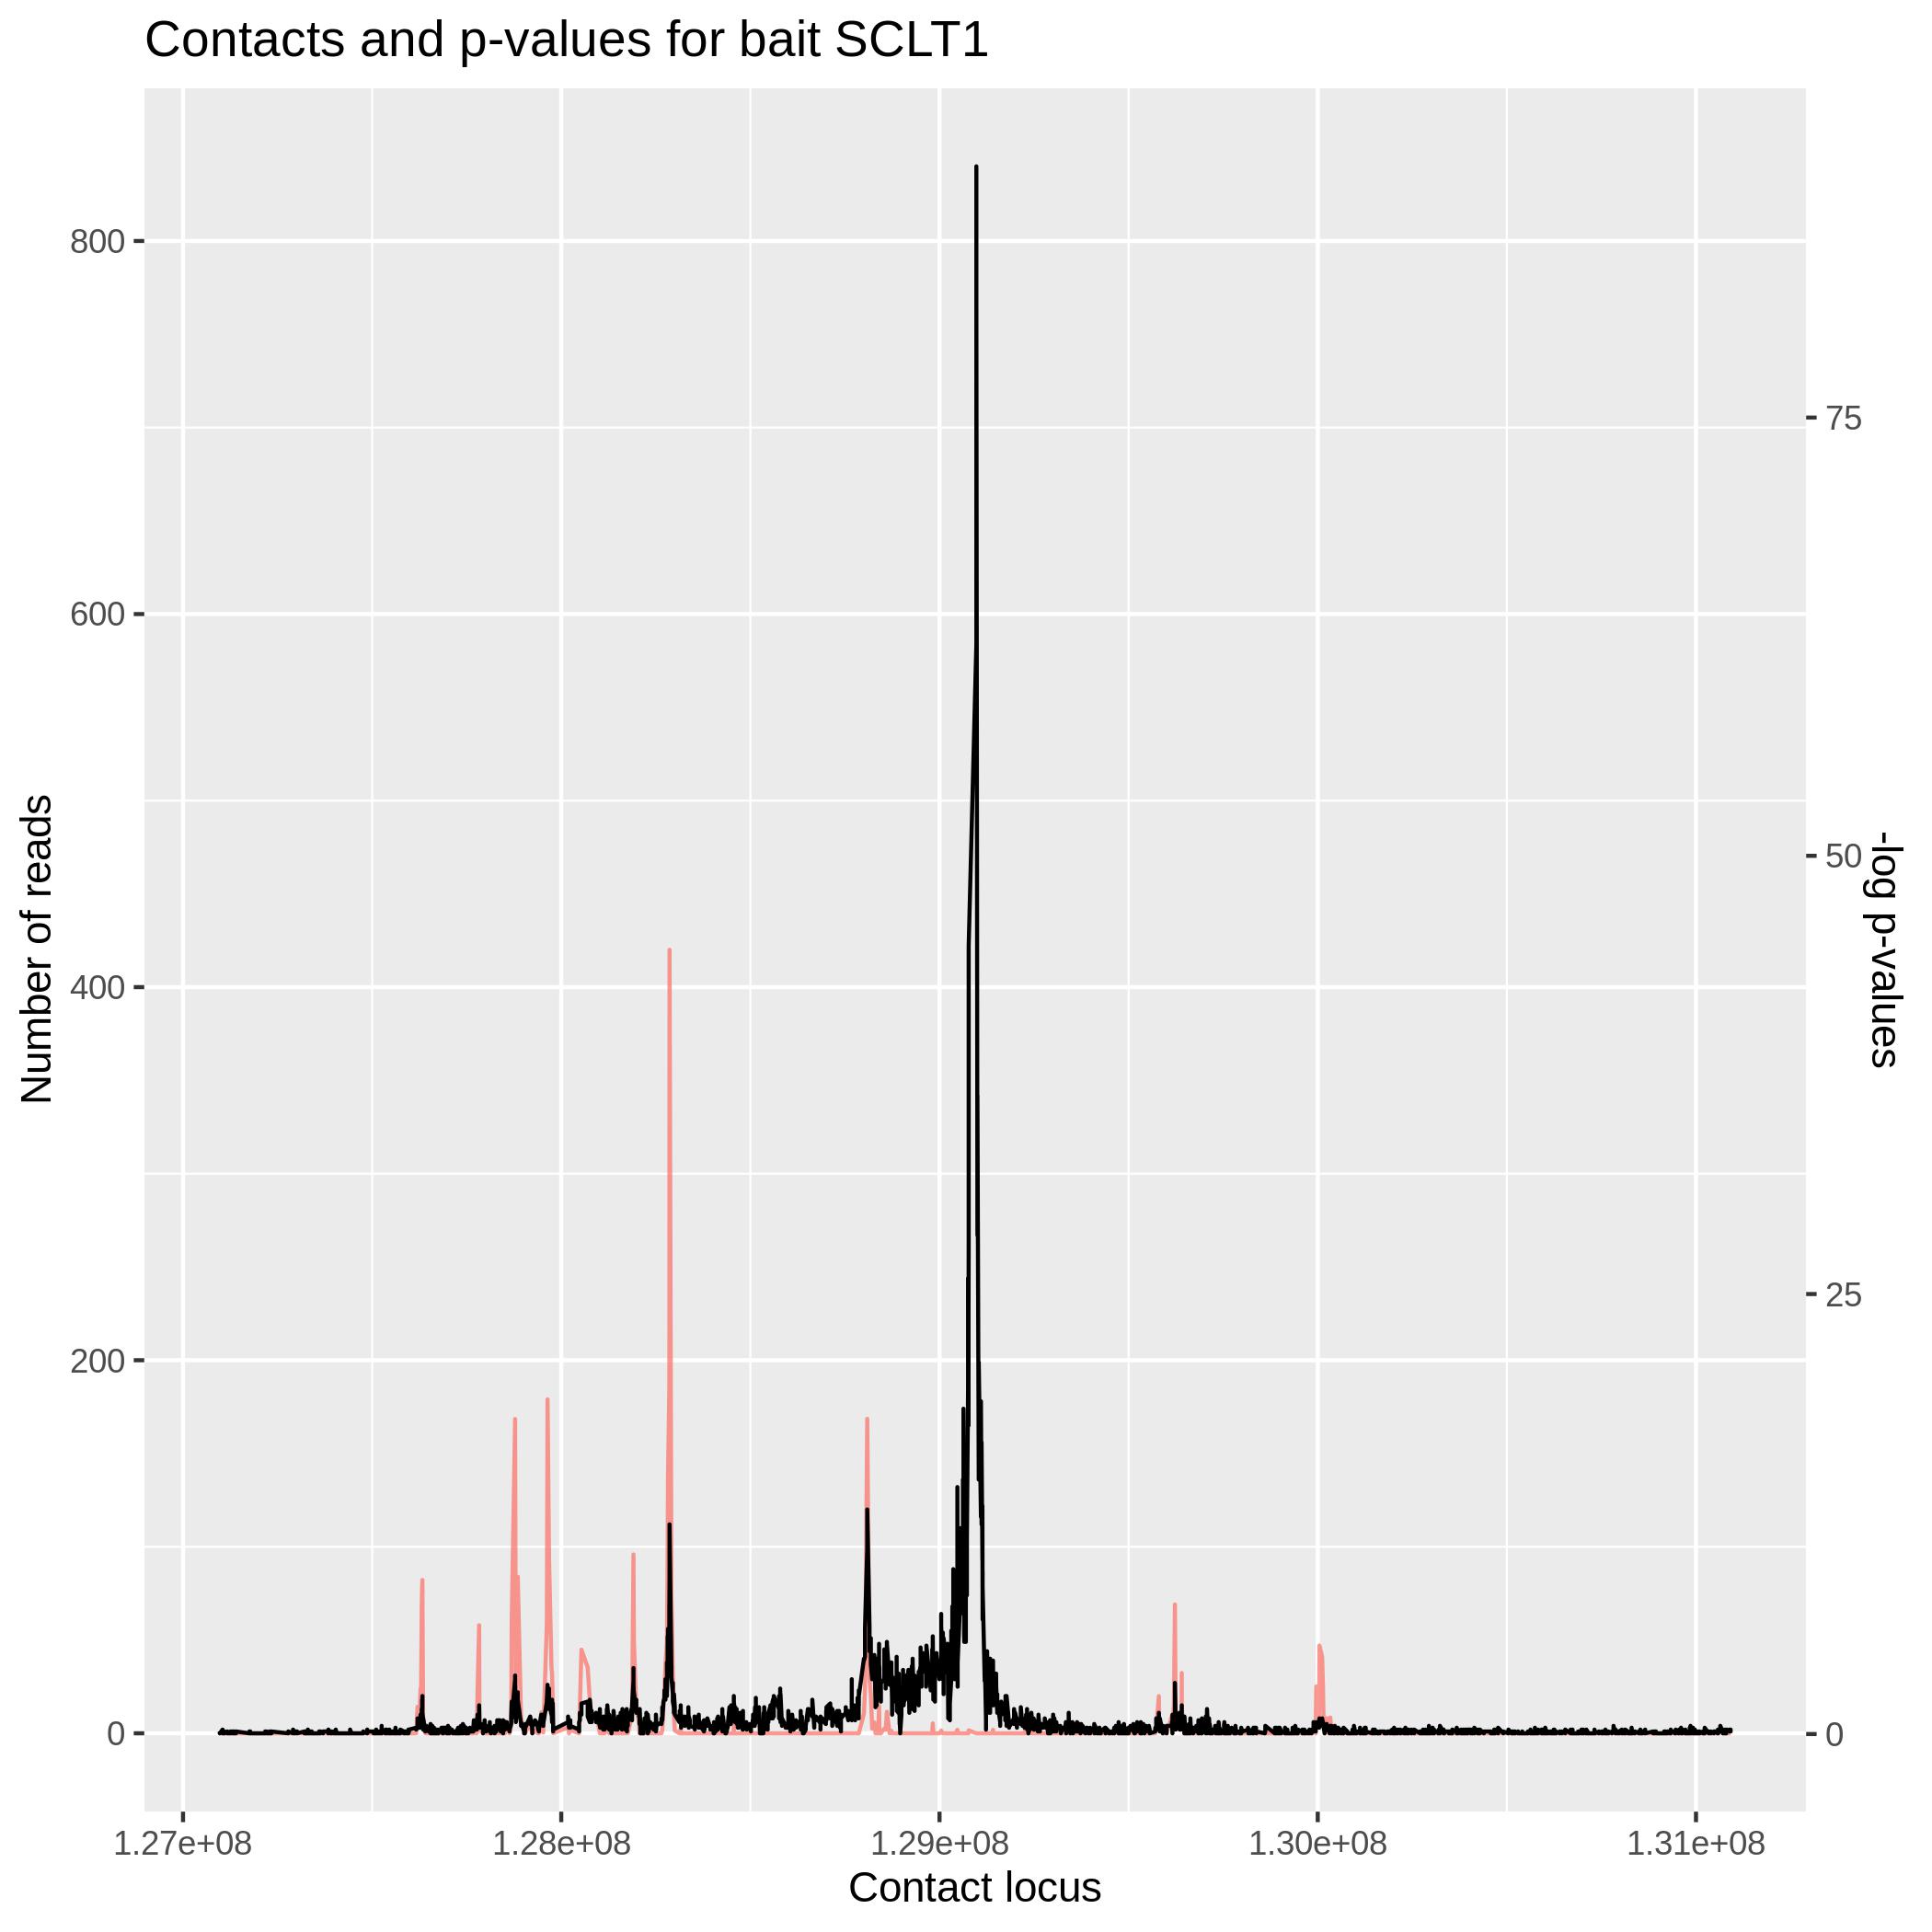 Contacts and p-values for bait SCLT1
Number of reads
800
600
400
200
0
75
50
25
0
-log p-values
1.27e+08
1.28e+08
1.29e+08
1.30e+08
1.31e+08
Contact locus